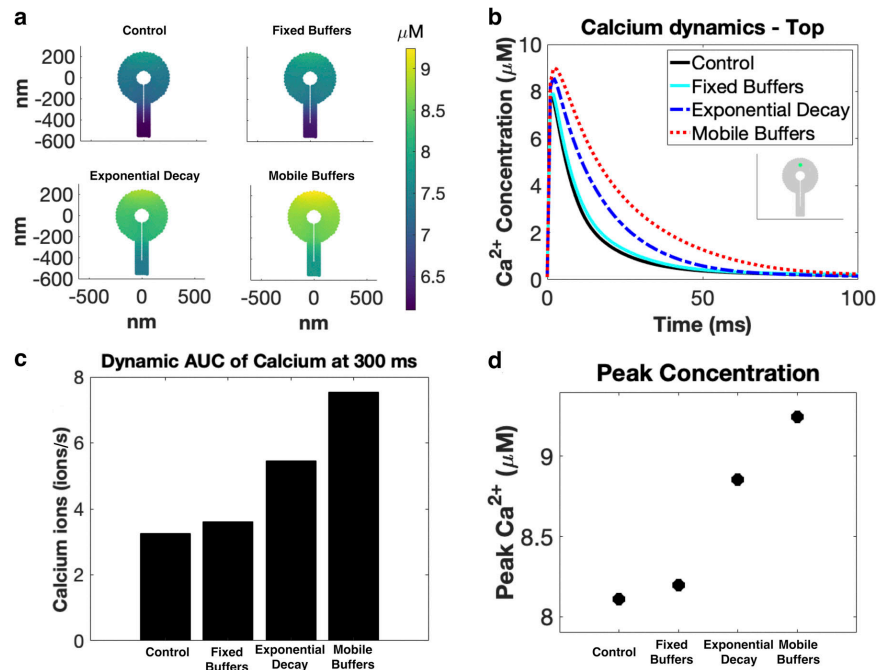 a
Control
Fixed Buffers
μM
nm
200
0
-200
-400
-600
9
8.5
8
7.5
7
6.5
Exponential Decay
Mobile Buffers
nm
200
0
-200
-400
-600
-500 0 500
-500 0 500
nm
nm
b
Calcium dynamics - Top
Ca2+ Concentration (μM)
10
8
6
4
2
0
Control
Fixed Buffers
Exponential Decay
Mobile Buffers
0 50 100
Time (ms)
c
Dynamic AUC of Calcium at 300 ms
Calcium ions (ions/s)
8
6
4
2
0
Control
Fixed
Buffers
Exponential
Decay
Mobile
Buffers
d
Peak Concentration
Peak Ca2+ (μM)
9
8.5
8
Control
Fixed
Buffers
Exponential
Decay
Mobile
Buffers